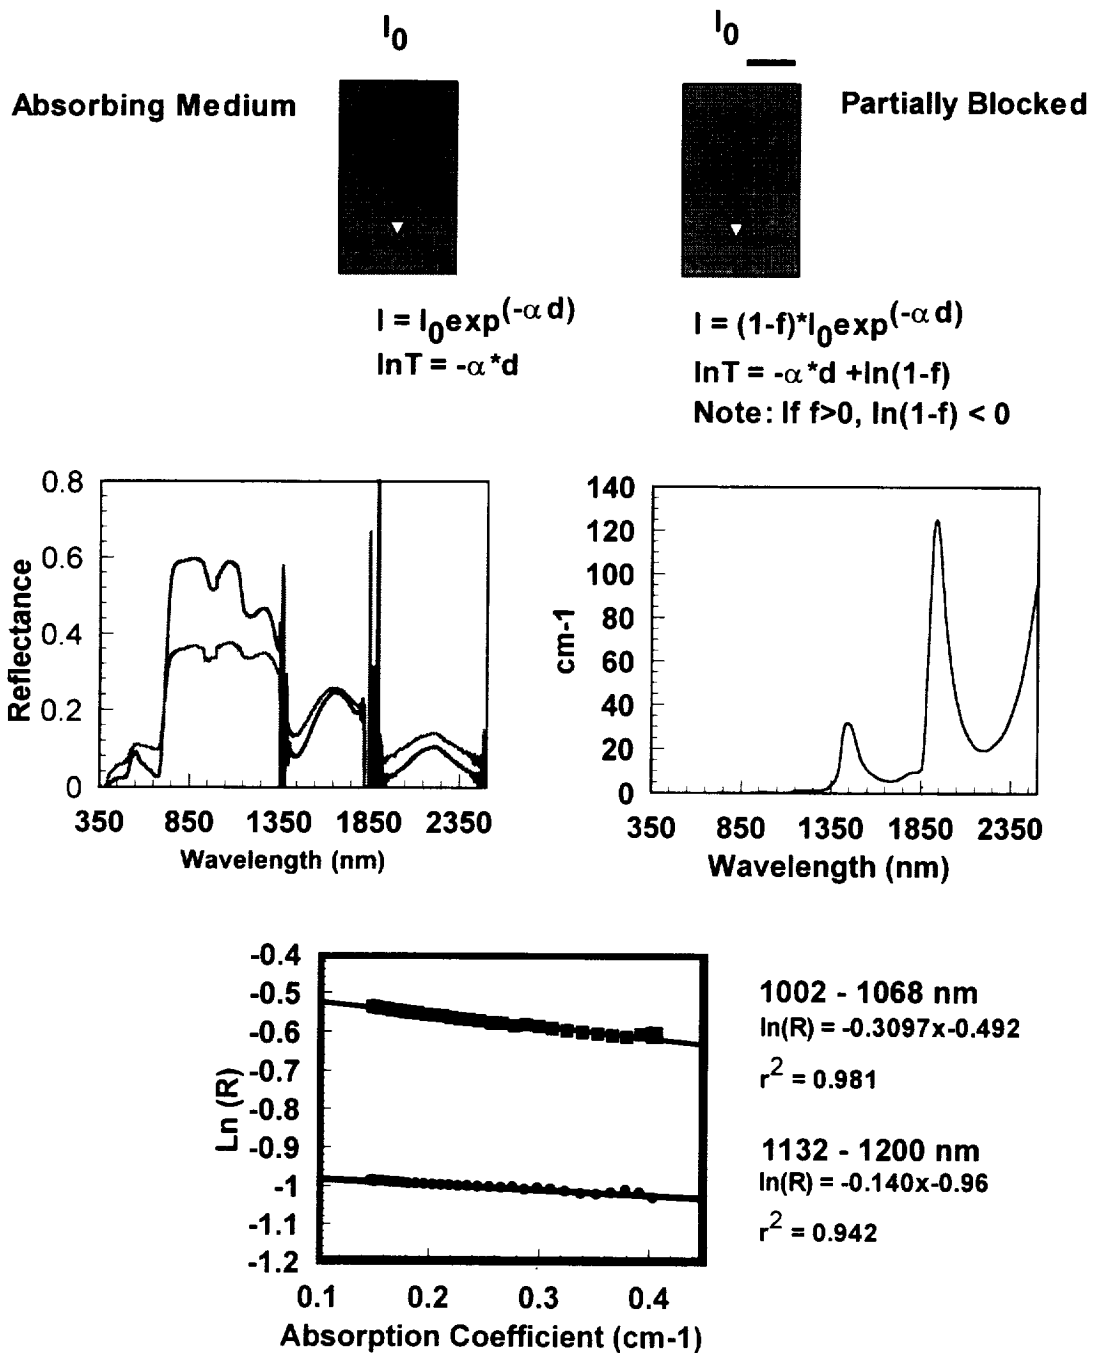 I0 I0
Absorbing Medium Partially Blocked
I = I0exp(-α d)
lnT = -α*d
I = (1-f)*I0exp(-α d)
lnT = -α*d +ln(1-f)
Note: If f>0, ln(1-f) < 0
0.8
0.6
0.4
0.2
0
Reflectance
350 850 1350 1850 2350
Wavelength (nm)
140
120
100
80
60
40
20
0
cm-1
350 850 1350 1850 2350
Wavelength (nm)
-0.4
-0.5
-0.6
-0.7
-0.8
-0.9
-1
-1.1
-1.2
Ln (R)
0.1 0.2 0.3 0.4
Absorption Coefficient (cm-1)
1002 - 1068 nm
ln(R) = -0.3097x-0.492
r2 = 0.981
1132 - 1200 nm
ln(R) = -0.140x-0.96
r2 = 0.942